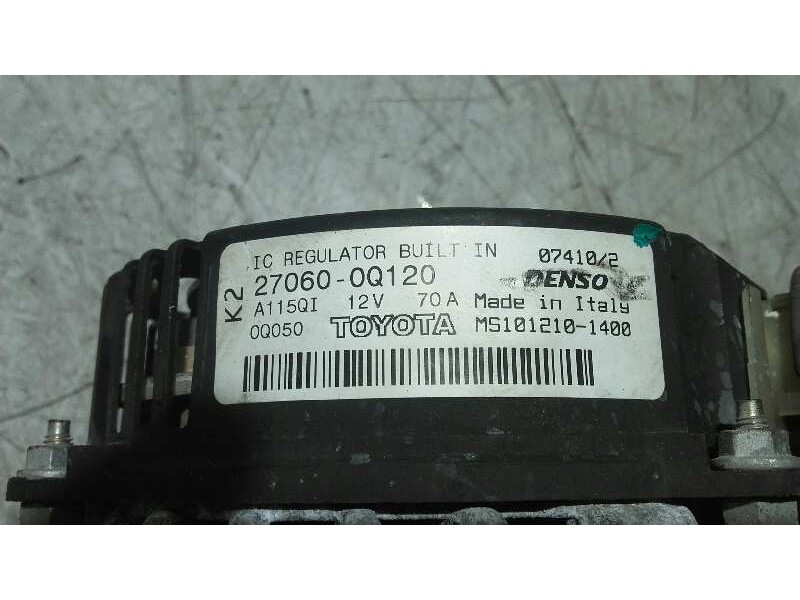 IC REGULATOR BUILT IN 07410/2
K2 27060-0Q120 DENSO
A115QI 12V 70A Made in Italy
0Q050 TOYOTA MS101210-1400